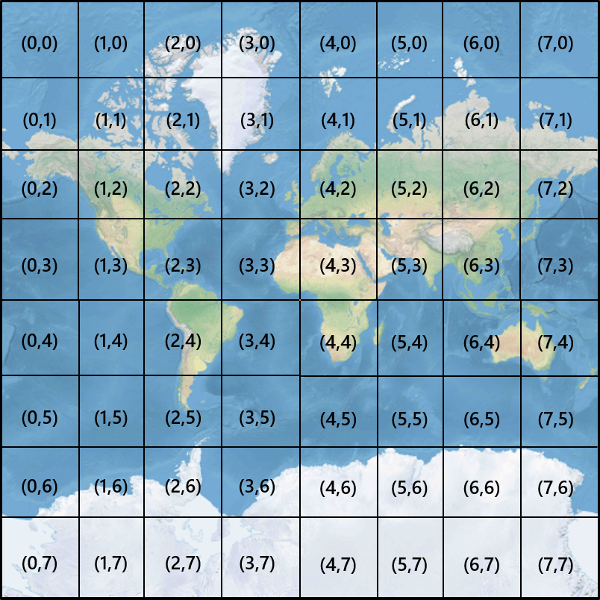 (0,0) (1,0) (2,0) (3,0) (4,0) (5,0) (6,0) (7,0)
(0,1) (1,1) (2,1) (3,1) (4,1) (5,1) (6,1) (7,1)
(0,2) (1,2) (2,2) (3,2) (4,2) (5,2) (6,2) (7,2)
(0,3) (1,3) (2,3) (3,3) (4,3) (5,3) (6,3) (7,3)
(0,4) (1,4) (2,4) (3,4) (4,4) (5,4) (6,4) (7,4)
(0,5) (1,5) (2,5) (3,5) (4,5) (5,5) (6,5) (7,5)
(0,6) (1,6) (2,6) (3,6) (4,6) (5,6) (6,6) (7,6)
(0,7) (1,7) (2,7) (3,7) (4,7) (5,7) (6,7) (7,7)